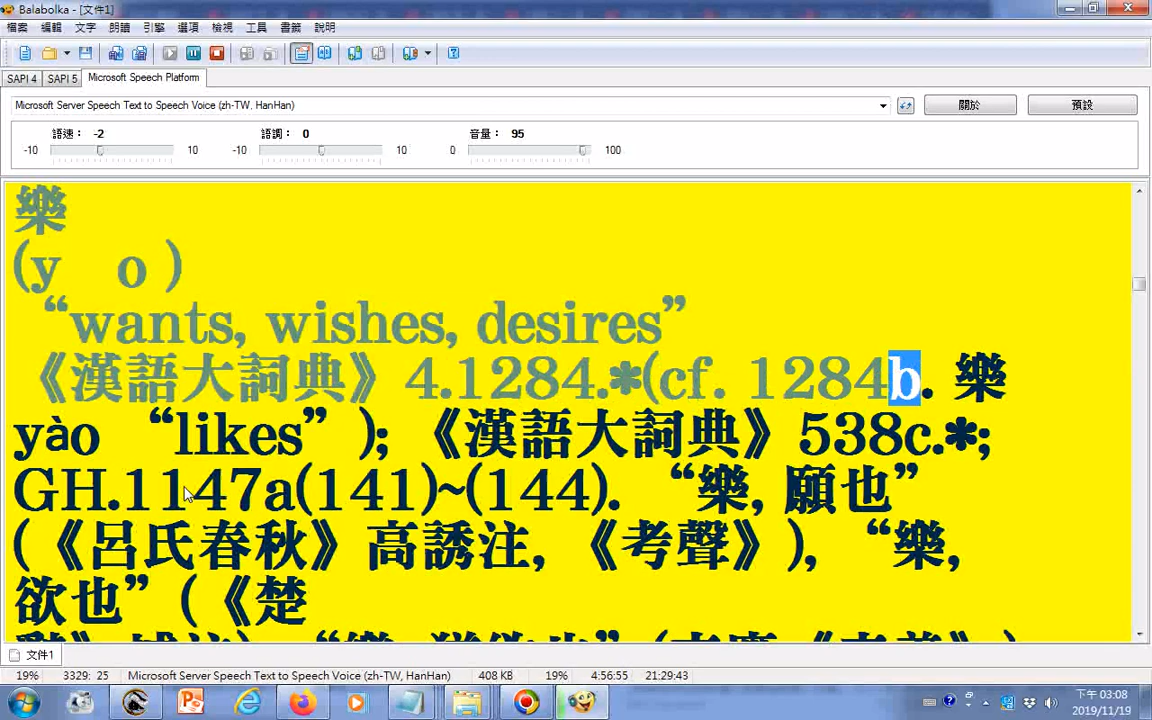 Balabolka - [文件1]
檔案 編輯 文字 朗讀 引擎 選項 檢視 工具 書籤 說明
SAPI 4 SAPI 5 Microsoft Speech Platform
Microsoft Server Speech Text to Speech Voice (zh-TW, HanHan) 關於 預設
語速： -2 語調： 0 音量： 95
-10 10 -10 10 0 100
樂
(y o )
“wants, wishes, desires”
《漢語大詞典》 4.1284.*(cf. 1284b. 樂
yào “likes” ); 《漢語大詞典》 538c.*;
GH.1147a(141)~(144). “樂, 願也”
(《呂氏春秋》高誘注, 《考聲》), “樂,
欲也” (《楚
文件1
19% 3329: 25 Microsoft Server Speech Text to Speech Voice (zh-TW, HanHan) 408 KB 19% 4:56:55 21:29:43
下午 03:08
2019/11/19